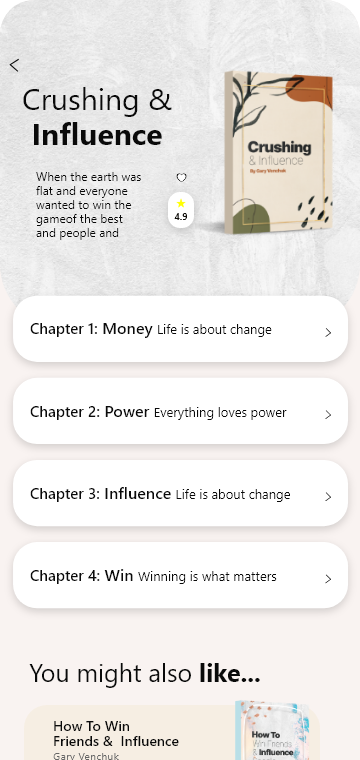 Crushing &
Influence
When the earth was
flat and everyone
wanted to win the
gameof the best
and people and
4.9
Crushing
& Influence
By Gary Venchuk
Chapter 1: Money Life is about change
Chapter 2: Power Everything loves power
Chapter 3: Influence Life is about change
Chapter 4: Win Winning is what matters
You might also like...
How To Win
Friends & Influence
Gary Venchuk
How To
Win Friends
& Influence